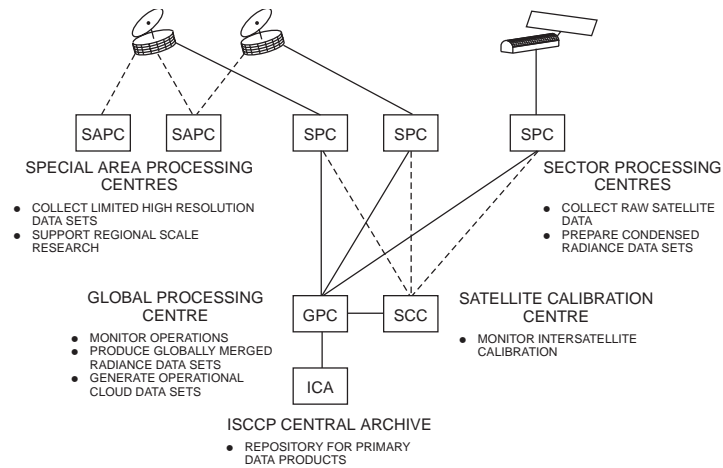 SAPC
SAPC
SPC
SPC
SPC
SPECIAL AREA PROCESSING
CENTRES
● COLLECT LIMITED HIGH RESOLUTION
DATA SETS
● SUPPORT REGIONAL SCALE
RESEARCH
SECTOR PROCESSING
CENTRES
● COLLECT RAW SATELLITE
DATA
● PREPARE CONDENSED
RADIANCE DATA SETS
GLOBAL PROCESSING
CENTRE
● MONITOR OPERATIONS
● PRODUCE GLOBALLY MERGED
RADIANCE DATA SETS
● GENERATE OPERATIONAL
CLOUD DATA SETS
GPC
SCC
SATELLITE CALIBRATION
CENTRE
● MONITOR INTERSATELLITE
CALIBRATION
ICA
ISCCP CENTRAL ARCHIVE
● REPOSITORY FOR PRIMARY
DATA PRODUCTS